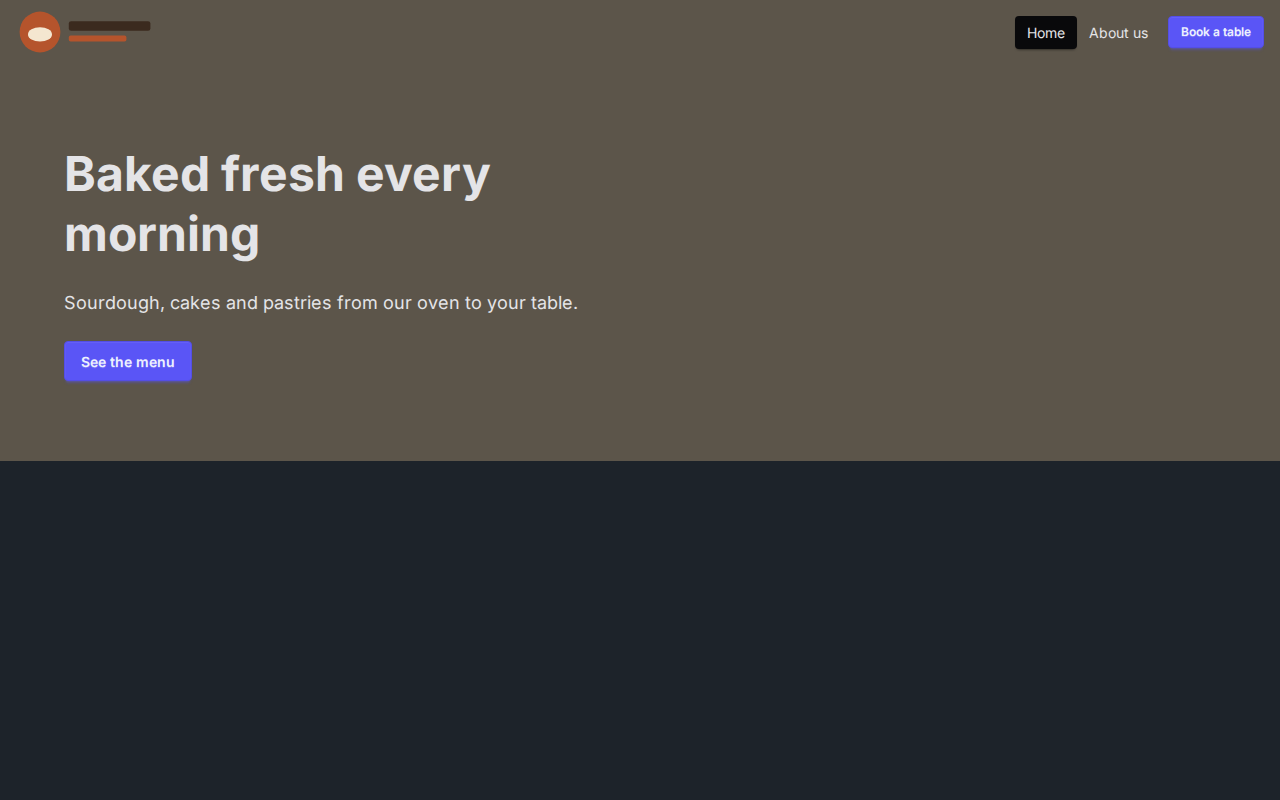 Home
About us
Book a table
Baked fresh every
morning
Sourdough, cakes and pastries from our oven to your table.
See the menu